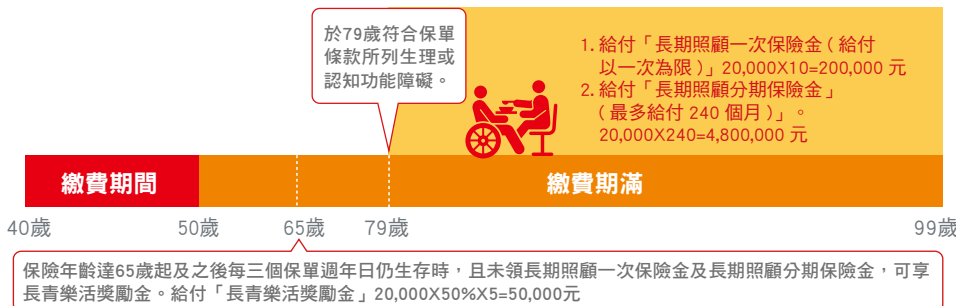 於79歲符合保單
條款所列生理或
認知功能障礙。
1. 給付「長期照顧一次保險金（給付
以一次為限）」20,000X10=200,000 元
2. 給付「長期照顧分期保險金」
（最多給付 240 個月）」。
20,000X240=4,800,000 元
繳費期間
繳費期滿
40歲
50歲
65歲
79歲
99歲
保險年齡達65歲起及之後每三個保單週年日仍生存時，且未領長期照顧一次保險金及長期照顧分期保險金，可享
長青樂活獎勵金。給付「長青樂活獎勵金」20,000X50%X5=50,000元